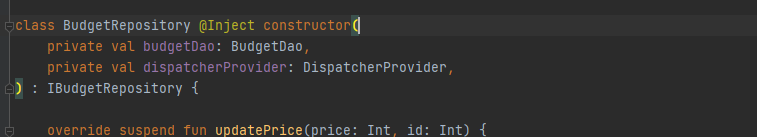 class BudgetRepository @Inject constructor(
    private val budgetDao: BudgetDao,
    private val dispatcherProvider: DispatcherProvider,
) : IBudgetRepository {
    override suspend fun updatePrice(price: Int, id: Int) {